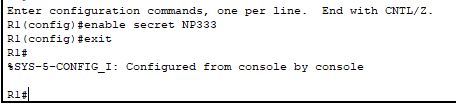 Enter configuration commands, one per line.  End with CNTL/Z.
R1(config)#enable secret NP333
R1(config)#exit
R1#
%SYS-5-CONFIG_I: Configured from console by console
R1#